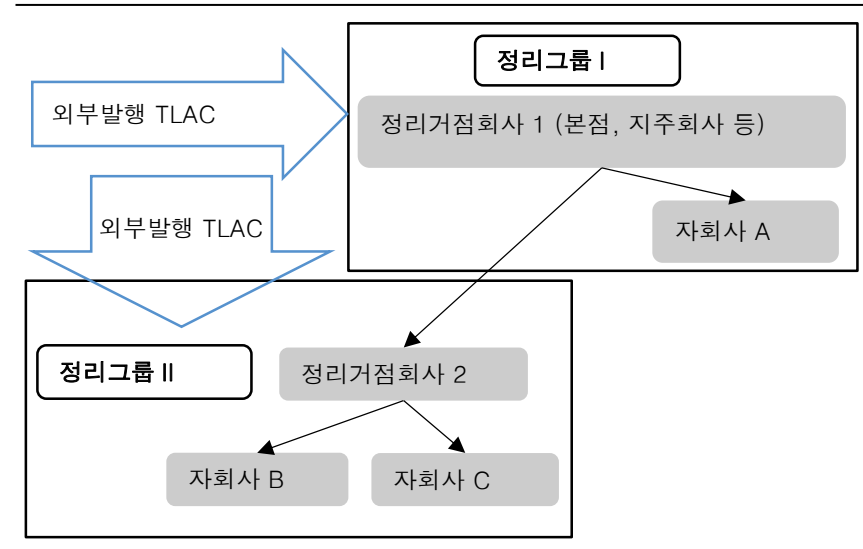 정리그룹 I
외부발행 TLAC
정리거점회사 1 (본점, 지주회사 등)
자회사 A
외부발행 TLAC
정리그룹 II
정리거점회사 2
자회사 B
자회사 C